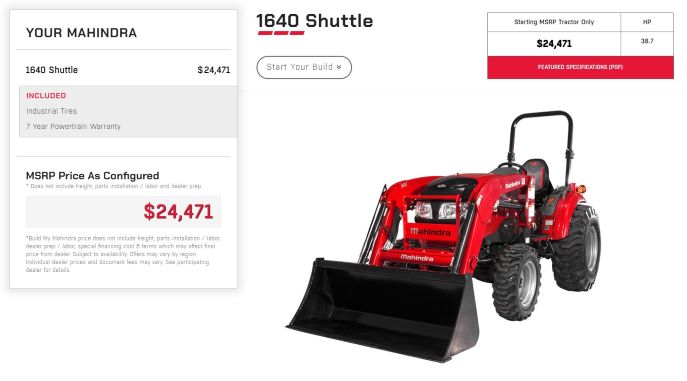 YOUR MAHINDRA
1640 Shuttle $24,471
INCLUDED
Industrial Tires
7 Year Powertrain Warranty
MSRP Price As Configured
* Does not include freight, parts installation / labor and dealer prep
$24,471
*Build My Mahindra price does not include freight, parts installation / labor,
dealer prep / labor, special financing cost & terms which may affect final
price from dealer. Subject to availability. Offers may vary by region
Individual dealer prices and document fees may vary. See participating
dealer for details.
1640 Shuttle
Start Your Build
Starting MSRP Tractor Only HP
$24,471 38.7
FEATURED SPECIFICATIONS (PDF)
Mahindra
mahindra
Mahindra